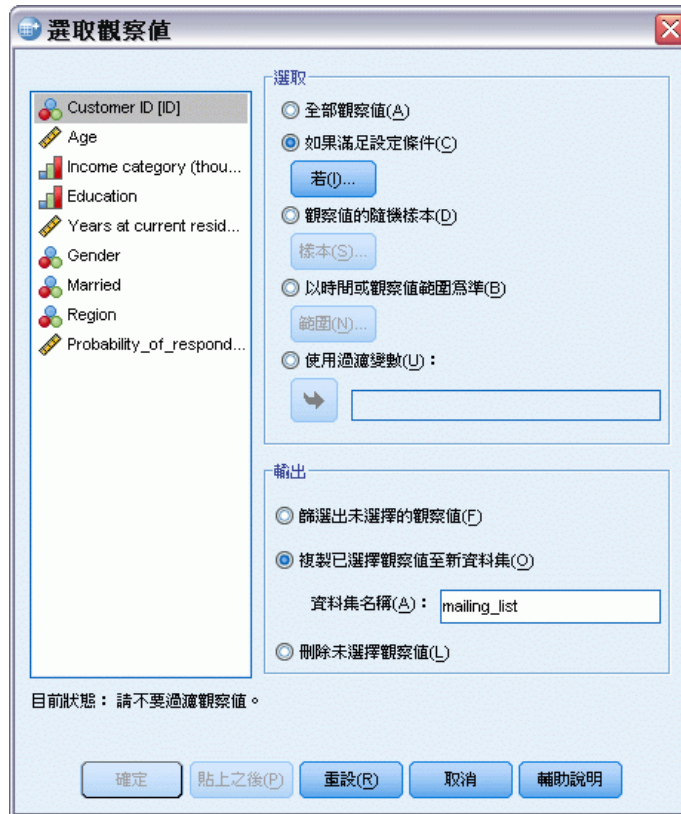 選取觀察值
Customer ID [ID]
Age
Income category (thou...
Education
Years at current resid...
Gender
Married
Region
Probability_of_respond...
選取
全部觀察值(A)
如果滿足設定條件(C)
若(I)...
觀察值的隨機樣本(D)
樣本(S)...
以時間或觀察值範圍為準(B)
範圍(N)...
使用過濾變數(U)：
輸出
篩選出未選擇的觀察值(F)
複製已選擇觀察值至新資料集(O)
資料集名稱(A)： mailing_list
刪除未選擇觀察值(L)
目前狀態：請不要過濾觀察值。
確定 貼上之後(P) 重設(R) 取消 輔助說明